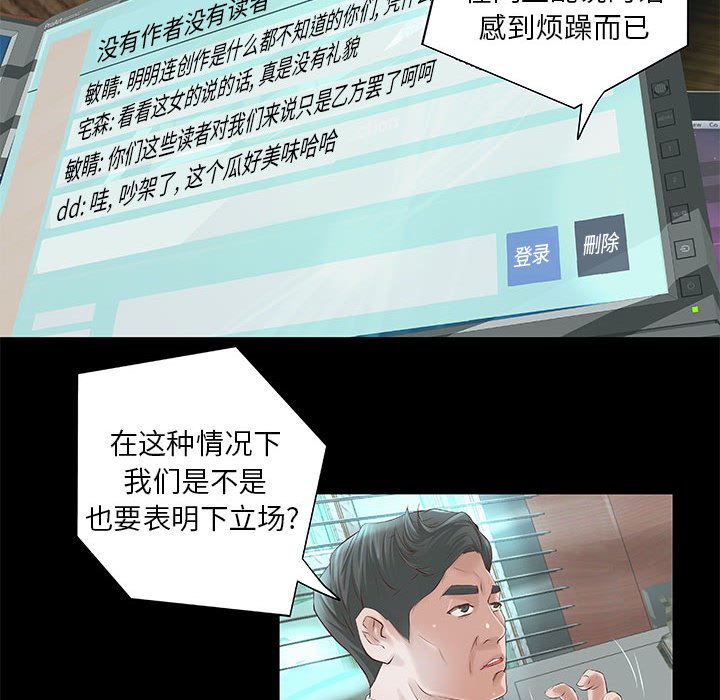 感到烦躁而已
没有作者没有读者
敏晴: 明明连创作是什么都不知道的你们, 凭什么
宅森: 看看这女的说的话, 真是没有礼貌
敏晴: 你们这些读者对我们来说只是乙方罢了呵呵
dd: 哇, 吵架了, 这个瓜好美味哈哈
登录
刪除
在这种情况下
我们是不是
也要表明下立场?